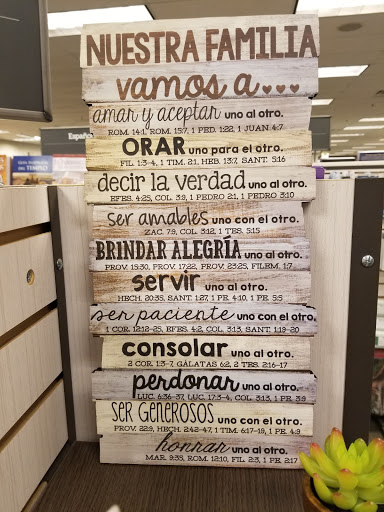 NUESTRA FAMILIA
vamos a...
amar y aceptar uno al otro.
ROM. 14:1, ROM. 15:7, 1 PED. 1:22, 1 JUAN 4:7
ORAR uno para el otro.
FIL. 1:3-4, 1 TIM. 2:1, HEB. 13:7, SANT. 5:16
decir la verdad uno al otro.
EFES. 4:25, COL. 3:9, 1 PEDRO 2:1, 1 PEDRO 3:10
ser amables uno con el otro.
ZAC. 7:9, COL. 3:12, 1 TES. 5:15
BRINDAR ALEGRÍA uno al otro.
PROV. 15:30, PROV. 17:22, PROV. 23:25, FILEM. 1:7
servir uno al otro.
HECH. 20:35, SANT. 1:27, 1 PE. 4:10, 1 PE. 5:5
ser paciente uno con el otro.
1 COR. 12:12-25, EFES. 4:2, COL. 3:13, SANT. 1:19-20
consolar uno al otro.
2 COR. 1:3-7, GÁLATAS 6:2, 2 TES. 2:16-17
perdonar uno al otro.
LUC. 6:36-37, LUC. 17:3-4, COL. 3:13, 1 PE. 3:9
SER GENEROSOS uno con el otro.
PROV. 22:9, HECH. 2:42-47, 1 TIM. 6:17-19, 1 PE. 4:9
honrar uno al otro.
MAR. 9:35, ROM. 12:10, FIL. 2:3, 1 PE. 2:17
Español